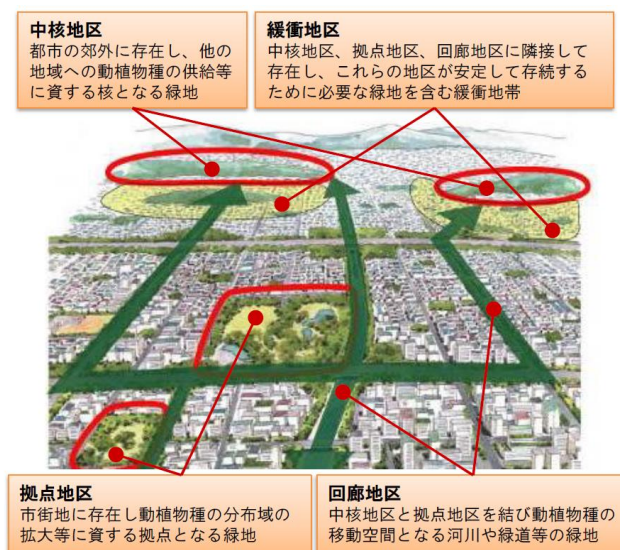 中核地区
都市の郊外に存在し、他の
地域への動植物種の供給等
に資する核となる緑地
緩衝地区
中核地区、拠点地区、回廊地区に隣接して
存在し、これらの地区が安定して存続する
ために必要な緑地を含む緩衝地帯
拠点地区
市街地に存在し動植物種の分布域の
拡大等に資する拠点となる緑地
回廊地区
中核地区と拠点地区を結び動植物種の
移動空間となる河川や緑道等の緑地